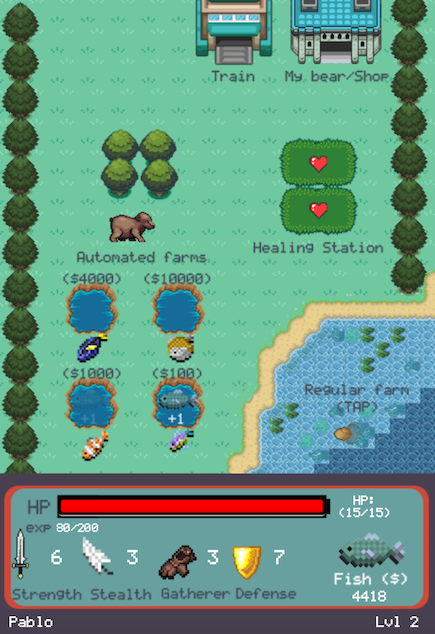 Train
My bear/Shop
Healing Station
Automated farms
($4000)
($10000)
($1000)
($100)
+1
+1
Regular farm
(TAP)
HP
HP:
(15/15)
exp 80/200
6
3
3
7
Strength Stealth Gatherer Defense
Fish ($)
4418
Pablo
Lvl 2